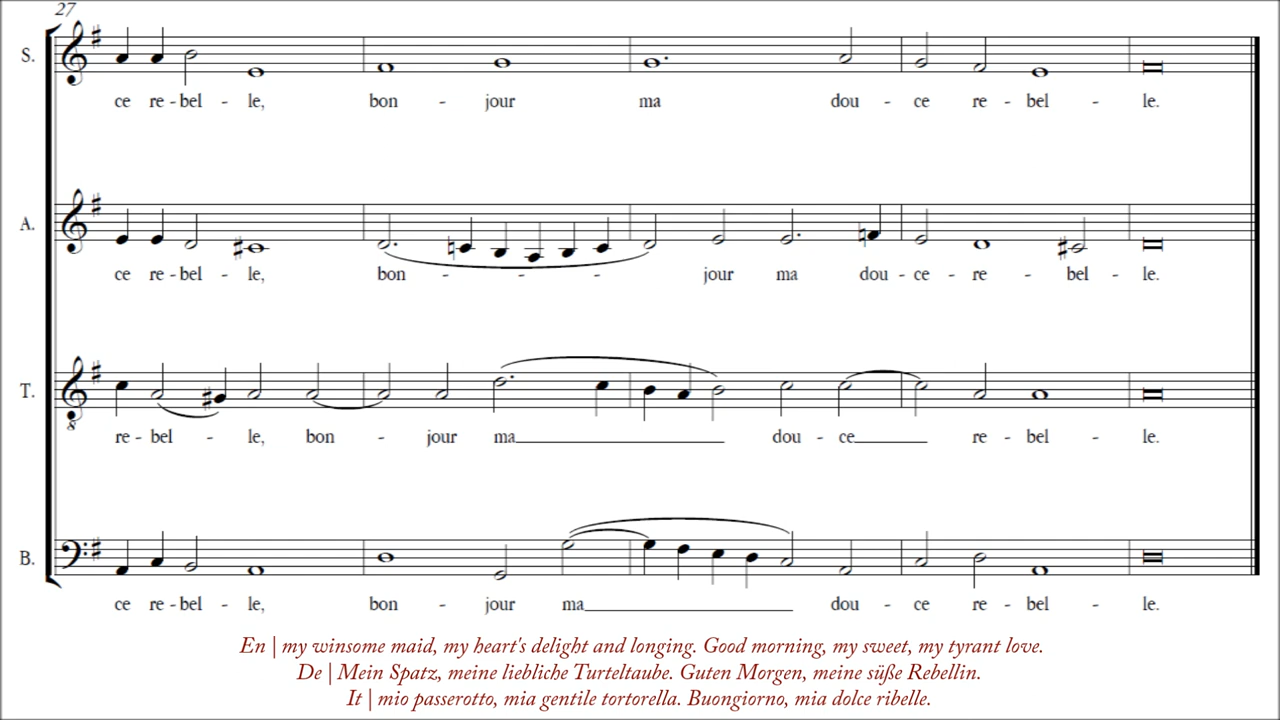 27
S.
ce re - bel - le, bon - jour ma dou - ce re - bel - le.
A.
ce re - bel - le, bon - - - jour ma dou - ce - re - bel - le.
T.
8
re - bel - le, bon - jour ma dou - ce re - bel - le.
B.
ce re - bel - le, bon - jour ma dou - ce re - bel - le.
En | my winsome maid, my heart's delight and longing. Good morning, my sweet, my tyrant love.
De | Mein Spatz, meine liebliche Turteltaube. Guten Morgen, meine süße Rebellin.
It | mio passerotto, mia gentile tortorella. Buongiorno, mia dolce ribelle.